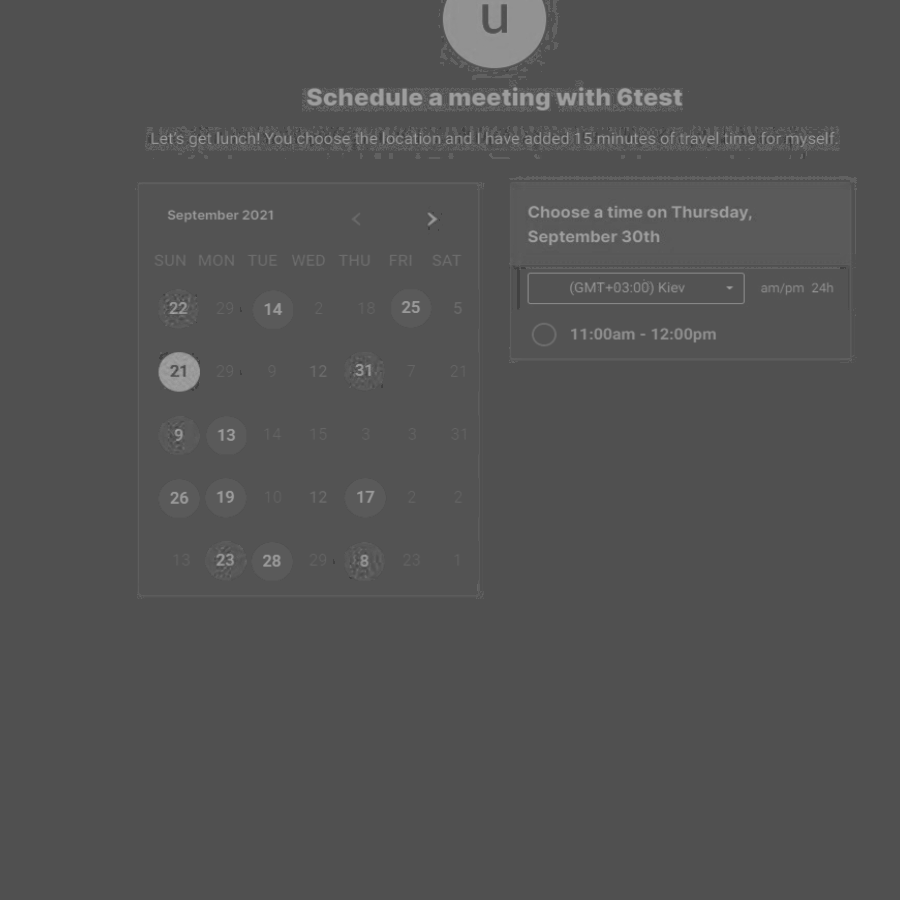 u
Schedule a meeting with 6test
Let's get lunch! You choose the location and I have added 15 minutes of travel time for myself.
September 2021
SUN MON TUE WED THU FRI SAT
22 29 14 2 18 25 5
21 29 9 12 31 7 21
9 13 14 15 3 3 31
26 19 10 12 17 2 2
13 23 28 29 8 23 1
Choose a time on Thursday,
September 30th
(GMT+03:00) Kiev am/pm 24h
11:00am - 12:00pm